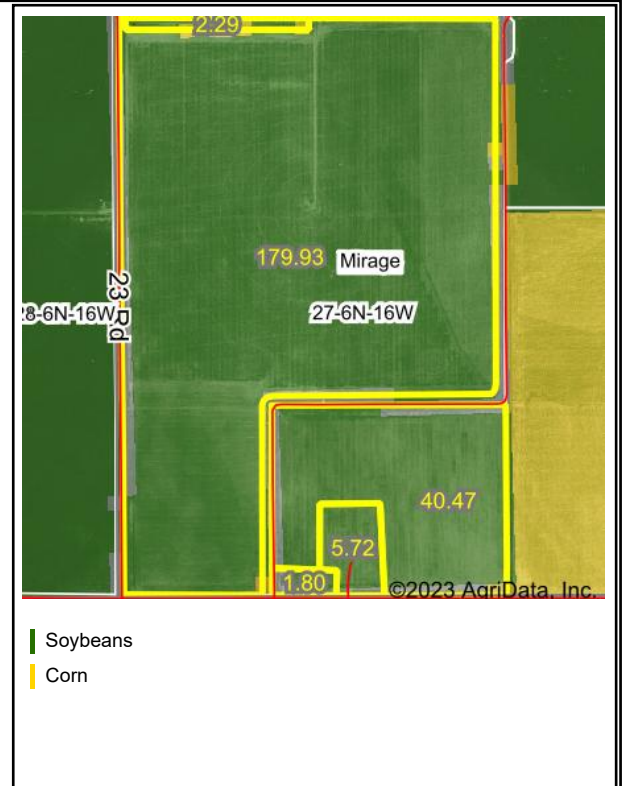 2.29
179.93
Mirage
23 Rd
28-6N-16W
27-6N-16W
40.47
5.72
1.80
©2023 AgriData, Inc.
Soybeans
Corn